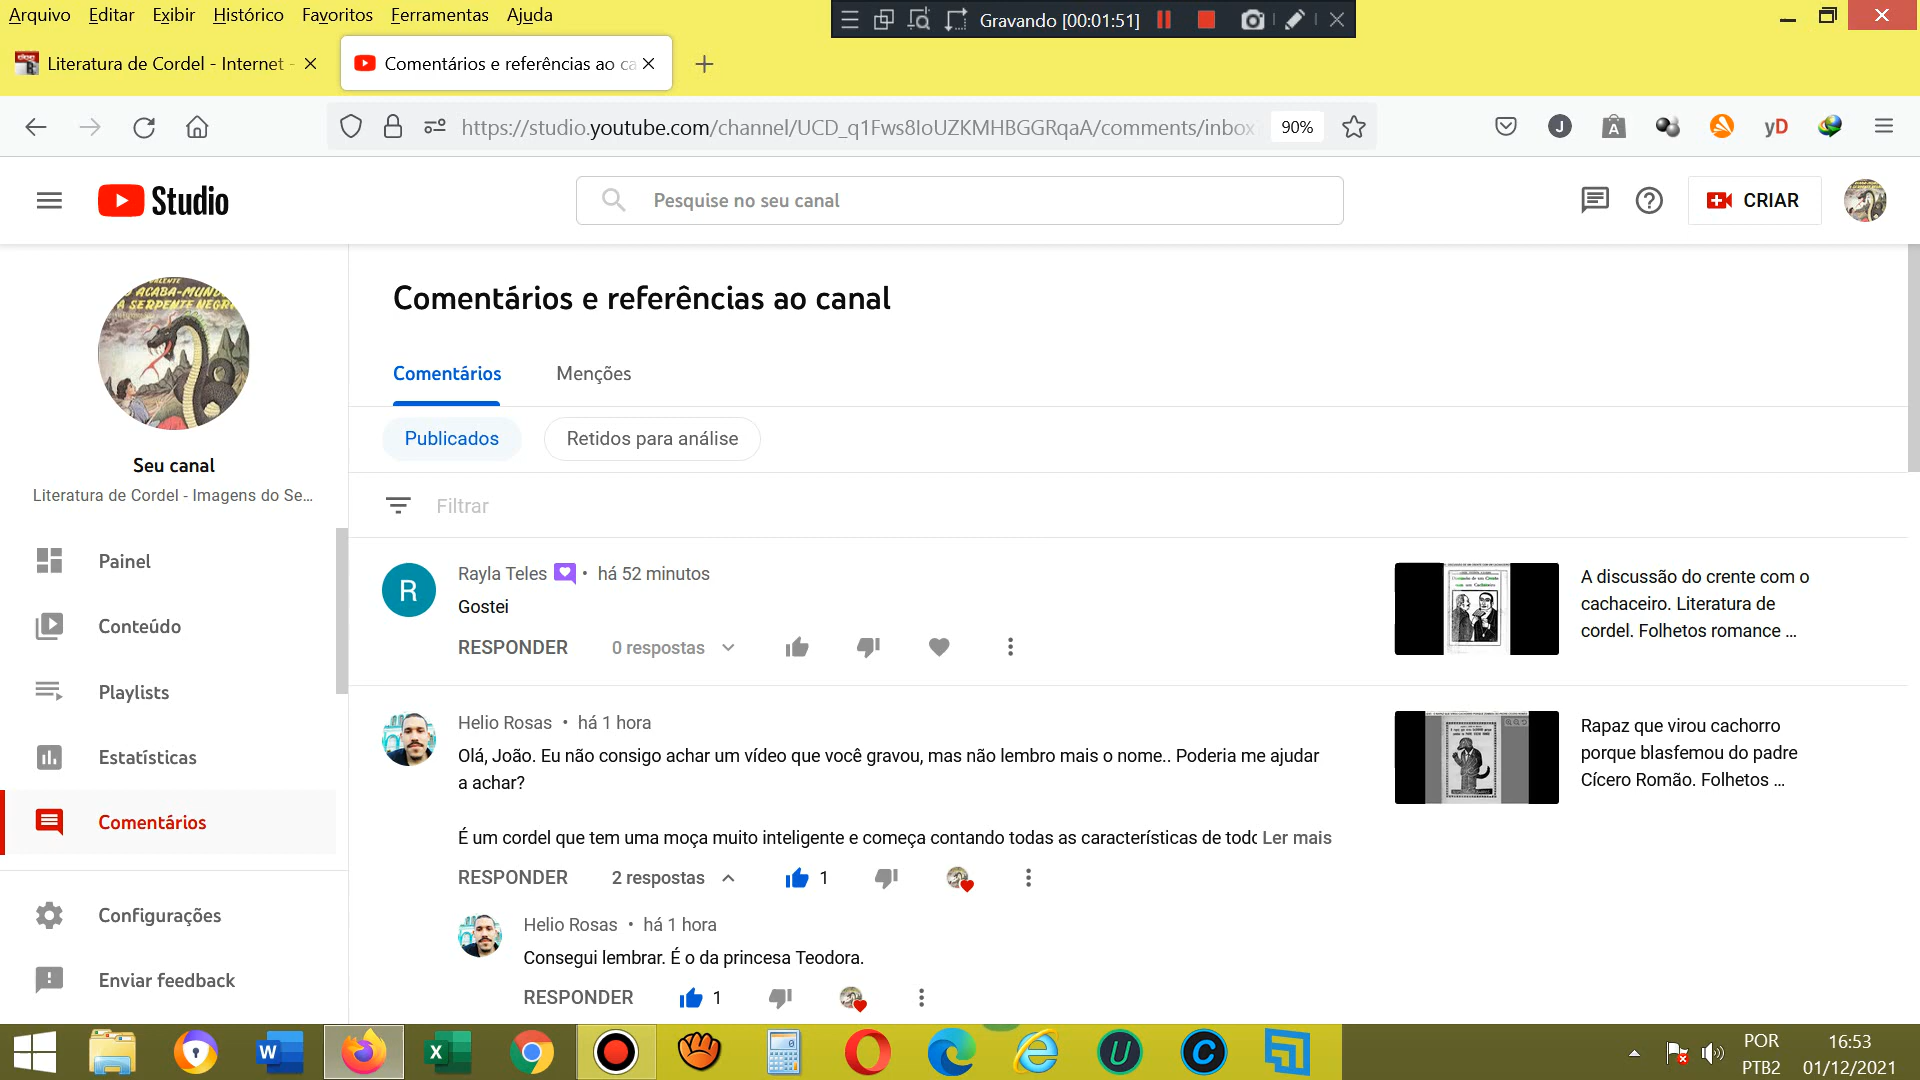 Arquivo Editar Exibir Histórico Favoritos Ferramentas Ajuda
Gravando [00:01:51]
Literatura de Cordel - Internet -
Comentários e referências ao ca
https://studio.youtube.com/channel/UCD_q1Fws8IoUZKMHBGGRqaA/comments/inbox
90%
J
A
yD
Studio
Pesquise no seu canal
CRIAR
Comentários e referências ao canal
Comentários Menções
Publicados Retidos para análise
Filtrar
VALENTE
O ACABA-MUNDO
A SERPENTE NEGRA
Seu canal
Literatura de Cordel - Imagens do Se...
Painel
Conteúdo
Playlists
Estatísticas
Comentários
Configurações
Enviar feedback
R
Rayla Teles • há 52 minutos
Gostei
RESPONDER 0 respostas
A discussão do crente com o
cachaceiro. Literatura de
cordel. Folhetos romance ...
Helio Rosas • há 1 hora
Olá, João. Eu não consigo achar um vídeo que você gravou, mas não lembro mais o nome.. Poderia me ajudar
a achar?
É um cordel que tem uma moça muito inteligente e começa contando todas as características de todo Ler mais
RESPONDER 2 respostas 1
Rapaz que virou cachorro
porque blasfemou do padre
Cícero Romão. Folhetos ...
Helio Rosas • há 1 hora
Consegui lembrar. É o da princesa Teodora.
RESPONDER 1
POR
PTB2
16:53
01/12/2021